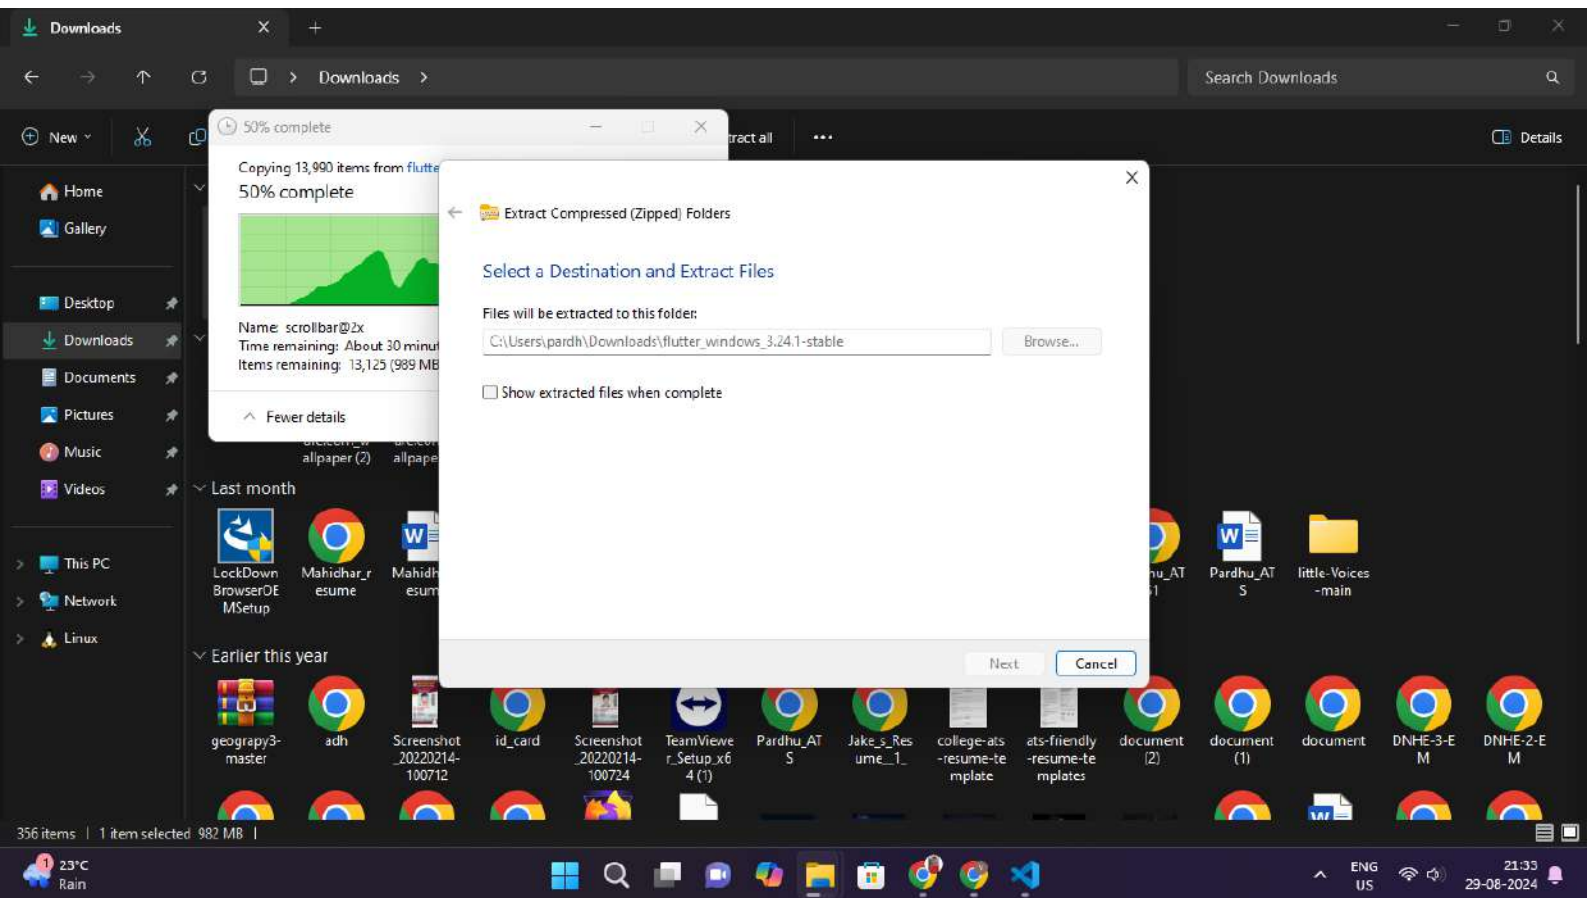 Downloads
Downloads
Search Downloads
New
tract all
Details
50% complete
Copying 13,990 items from flutte
50% complete
Name: scrollbar@2x
Time remaining: About 30 minut
Items remaining: 13,125 (989 MB
Fewer details
Extract Compressed (Zipped) Folders
Select a Destination and Extract Files
Files will be extracted to this folder:
C:\Users\pardh\Downloads\flutter_windows_3.24.1-stable
Browse...
Show extracted files when complete
Next
Cancel
Home
Gallery
Desktop
Downloads
Documents
Pictures
Music
Videos
This PC
Network
Linux
allpaper (2)
allpape
Last month
LockDown
BrowserOE
MSetup
Mahidhar_r
esume
Mahidh
esum
hu_AT
Pardhu_AT
S
little-Voices
-main
Earlier this year
geograpy3-
master
adh
Screenshot
_20220214-
100712
id_card
Screenshot
_20220214-
100724
TeamViewe
r_Setup_x6
4 (1)
Pardhu_AT
S
Jake_s_Res
ume__1_
college-ats
-resume-te
mplate
ats-friendly
-resume-te
mplates
document
(2)
document
(1)
document
DNHE-3-E
M
DNHE-2-E
M
356 items
1 item selected 982 MB
1
23°C
Rain
ENG
US
21:33
29-08-2024